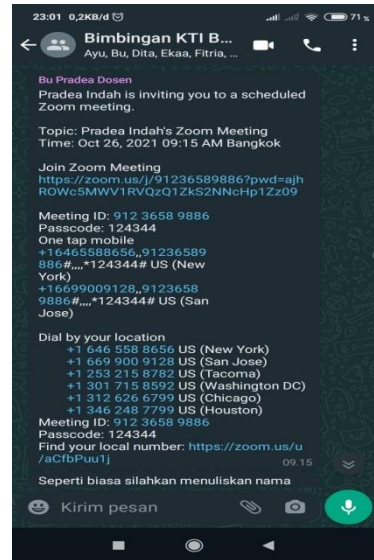 23:01 0,2KB/d 71%
Bimbingan KTI B...
Ayu, Bu, Dita, Ekaa, Fitria, ...
Bu Pradea Dosen
Pradea Indah is inviting you to a scheduled
Zoom meeting.
Topic: Pradea Indah's Zoom Meeting
Time: Oct 26, 2021 09:15 AM Bangkok
Join Zoom Meeting
https://zoom.us/j/91236589886?pwd=ajh
ROWc5MWV1RVQzQ1ZkS2NNcHp1Zz09
Meeting ID: 912 3658 9886
Passcode: 124344
One tap mobile
+16465588656,,91236589
886#,,,,*124344# US (New
York)
+16699009128,,9123658
9886#,,,,*124344# US (San
Jose)
Dial by your location
+1 646 558 8656 US (New York)
+1 669 900 9128 US (San Jose)
+1 253 215 8782 US (Tacoma)
+1 301 715 8592 US (Washington DC)
+1 312 626 6799 US (Chicago)
+1 346 248 7799 US (Houston)
Meeting ID: 912 3658 9886
Passcode: 124344
Find your local number: https://zoom.us/u
/aCfbPuu1j
09.15
Seperti biasa silahkan menuliskan nama
Kirim pesan